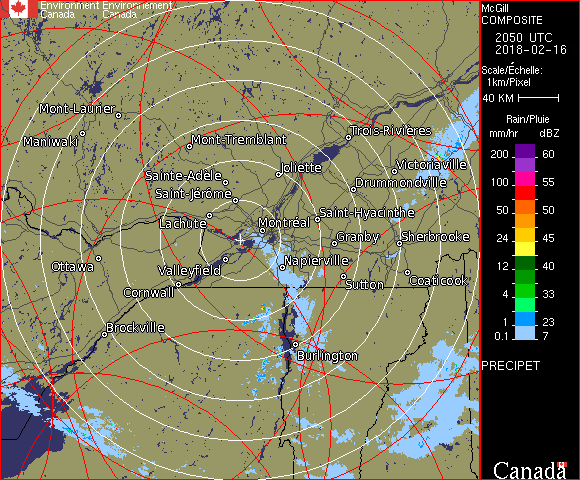 Environment Environnement
Canada Canada
McGill
COMPOSITE
2050 UTC
2018-02-16
Scale/Échelle:
1km/Pixel
40 KM
Rain/Pluie
mm/hr dBZ
200 60
100 55
50 50
24 45
12 40
4 33
1 23
0.1 7
PRECIPET
Canada
Mont-Laurier
Maniwaki
Mont-Tremblant
Trois-Rivières
Sainte-Adèle
Joliette
Victoriaville
Saint-Jérôme
Drummondville
Lachute
Montréal
Saint-Hyacinthe
Granby
Sherbrooke
Ottawa
Valleyfield
Napierville
Cornwall
Sutton
Coaticook
Brockville
Burlington